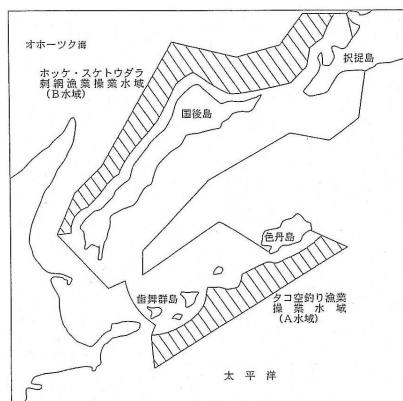 オホーツク海
ホッケ・スケトウダラ
刺網漁業操業水域
（B水域）
択捉島
国後島
色丹島
歯舞群島
タコ空釣り漁業
操業水域
（A水域）
太平洋